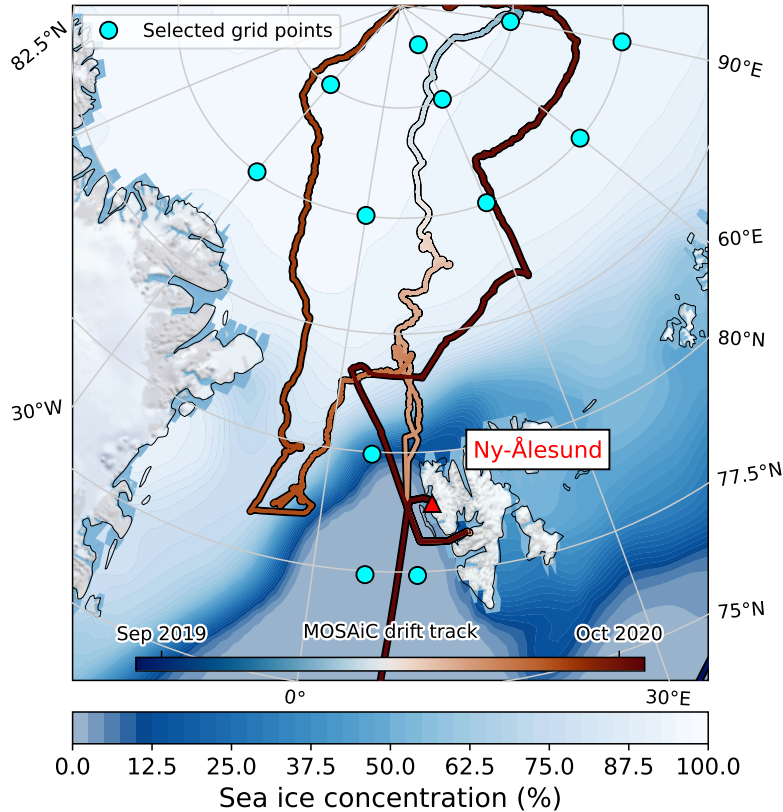 Selected grid points
82.5°N
90°E
60°E
80°N
30°W
Ny-Ålesund
77.5°N
75°N
Sep 2019 MOSAiC drift track Oct 2020
0° 30°E
0.0 12.5 25.0 37.5 50.0 62.5 75.0 87.5 100.0
Sea ice concentration (%)